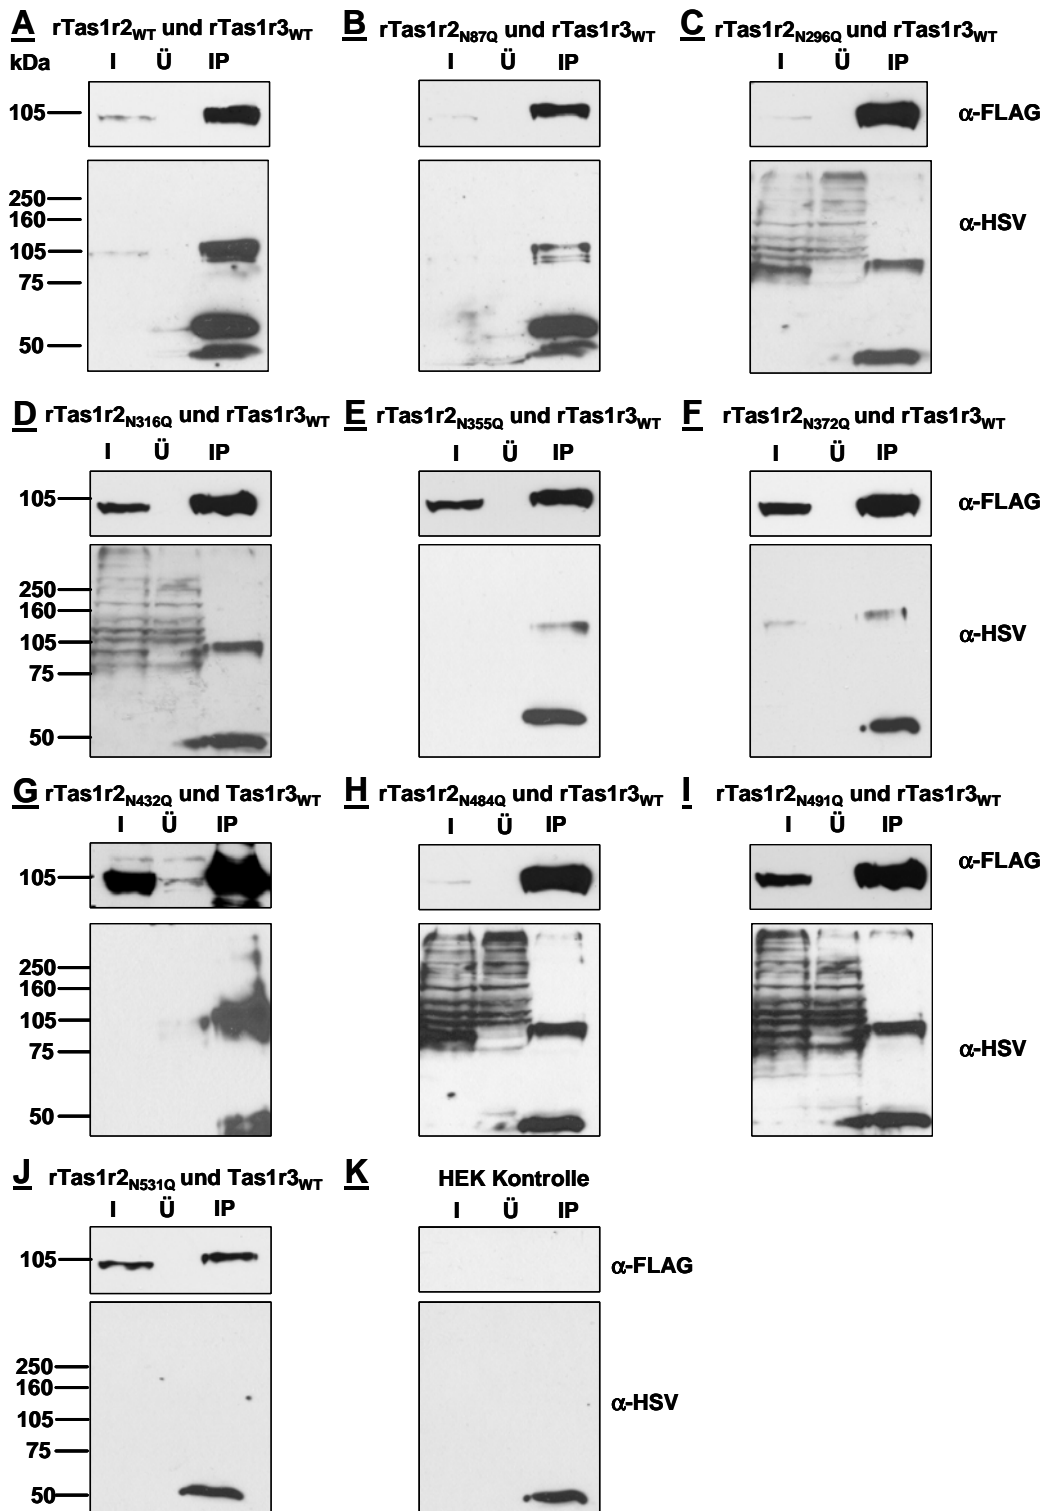 A rTas1r2WT und rTas1r3WT
B rTas1r2N87Q und rTas1r3WT
C rTas1r2N296Q und rTas1r3WT
kDa I Ü IP
I Ü IP
I Ü IP
105
α-FLAG
250
160
105
75
50
α-HSV
D rTas1r2N316Q und rTas1r3WT
E rTas1r2N355Q und rTas1r3WT
F rTas1r2N372Q und rTas1r3WT
I Ü IP
I Ü IP
I Ü IP
105
α-FLAG
250
160
105
75
50
α-HSV
G rTas1r2N432Q und Tas1r3WT
H rTas1r2N484Q und rTas1r3WT
I rTas1r2N491Q und rTas1r3WT
I Ü IP
I Ü IP
I Ü IP
105
α-FLAG
250
160
105
75
50
α-HSV
J rTas1r2N531Q und Tas1r3WT
K HEK Kontrolle
I Ü IP
I Ü IP
105
α-FLAG
250
160
105
75
50
α-HSV